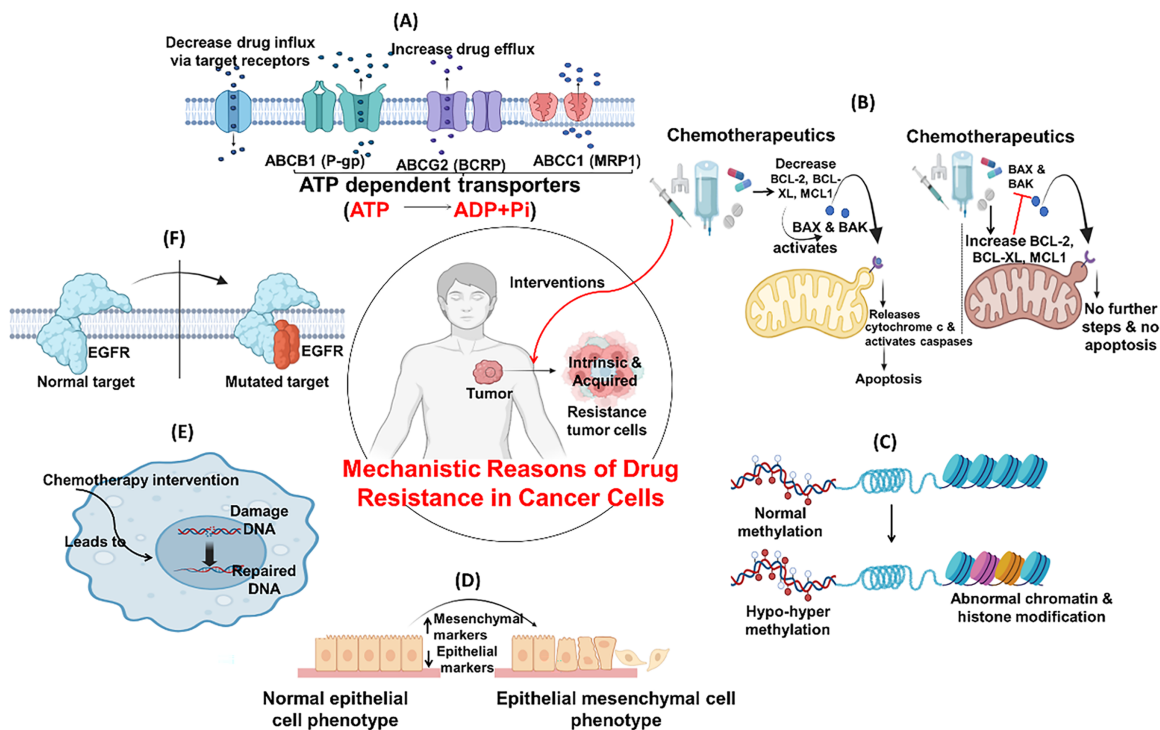 (A)
Decrease drug influx
via target receptors
Increase drug efflux
ABCB1 (P-gp)
ABCG2 (BCRP)
ABCC1 (MRP1)
ATP dependent transporters
(ATP → ADP+Pi)
(B)
Chemotherapeutics
Decrease
BCL-2, BCL-
XL, MCL1
BAX & BAK
activates
Releases
cytochrome c &
activates caspases
Apoptosis
Chemotherapeutics
BAX &
BAK
Increase BCL-2,
BCL-XL, MCL1
No further
steps & no
apoptosis
(F)
EGFR
Normal target
EGFR
Mutated target
Interventions
Tumor
Intrinsic &
Acquired
Resistance
tumor cells
Mechanistic Reasons of Drug
Resistance in Cancer Cells
(C)
Normal
methylation
Hypo-hyper
methylation
Abnormal chromatin &
histone modification
(E)
Chemotherapy intervention
Leads to
Damage
DNA
Repaired
DNA
(D)
Mesenchymal
markers
Epithelial
markers
Normal epithelial
cell phenotype
Epithelial mesenchymal cell
phenotype